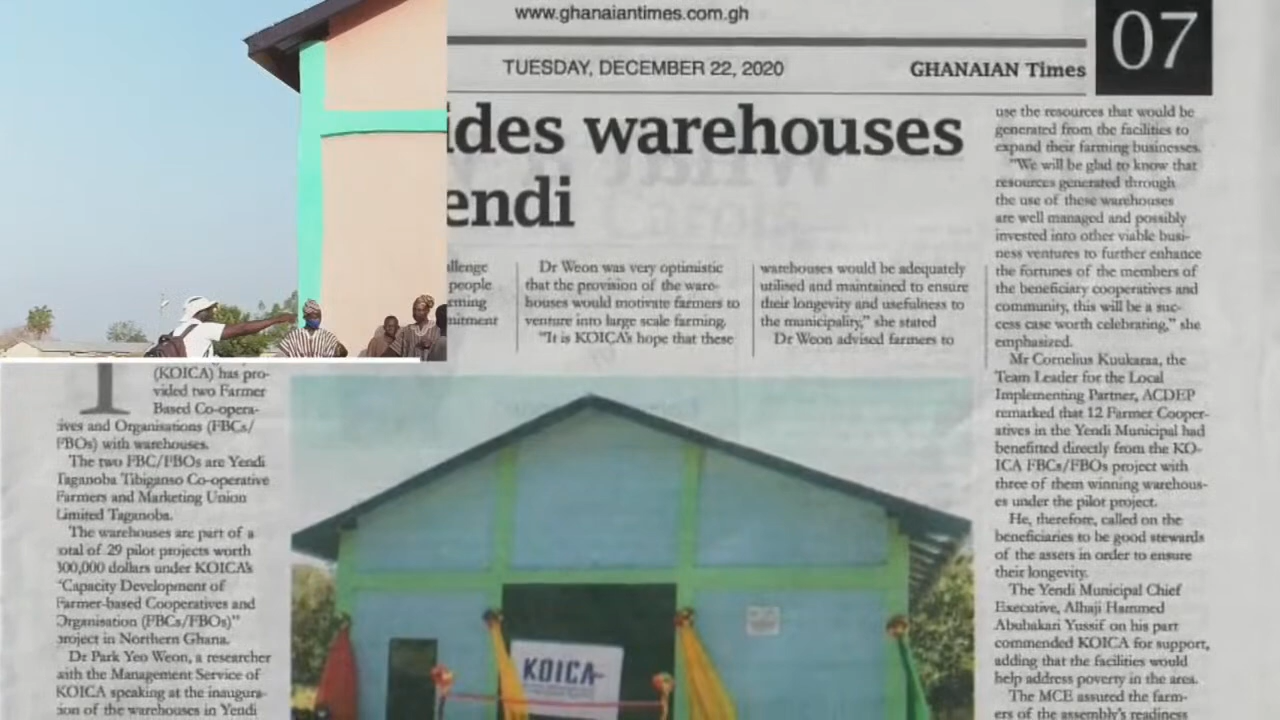 www.ghanaiantimes.com.gh
07
TUESDAY, DECEMBER 22, 2020
GHANAIAN Times
ides warehouses
endi
(KOICA) has pro-
vided two Farmer
Based Co-opera-
ives and Organisations (FBCs/
FBOs) with warehouses.
The two FBC/FBOs are Yendi
Taganoba Tibiganso Co-operative
Farmers and Marketing Union
Limited Taganoba.
The warehouses are part of a
otal of 29 pilot projects worth
300,000 dollars under KOICA's
"Capacity Development of
Farmer-based Cooperatives and
Organisation (FBCs/FBOs)"
project in Northern Ghana.
Dr Park Yeo Weon, a researcher
with the Management Service of
KOICA speaking at the inaugura-
ion of the warehouses in Yendi
allenge
people
rming
mitment
Dr Weon was very optimistic
that the provision of the ware-
houses would motivate farmers to
venture into large scale farming.
"It is KOICA's hope that these
warehouses would be adequately
utilised and maintained to ensure
their longevity and usefulness to
the municipality," she stated
Dr Weon advised farmers to
use the resources that would be
generated from the facilities to
expand their farming businesses.
"We will be glad to know that
resources generated through
the use of these warehouses
are well managed and possibly
invested into other viable busi-
ness ventures to further enhance
the fortunes of the members of
the beneficiary cooperatives and
community, this will be a suc-
cess case worth celebrating," she
emphasized.
Mr Cornelius Kuukaraa, the
Team Leader for the Local
Implementing Partner, ACDEP
remarked that 12 Farmer Cooper-
atives in the Yendi Municipal had
benefitted directly from the KO-
ICA FBCs/FBOs project with
three of them winning warehous-
es under the pilot project.
He, therefore, called on the
beneficiaries to be good stewards
of the assets in order to ensure
their longevity.
The Yendi Municipal Chief
Executive, Alhaji Hammed
Abubakari Yussif on his part
commended KOICA for support,
adding that the facilities would
help address poverty in the area.
The MCE assured the farm-
ers of the assembly's readiness
KOICA